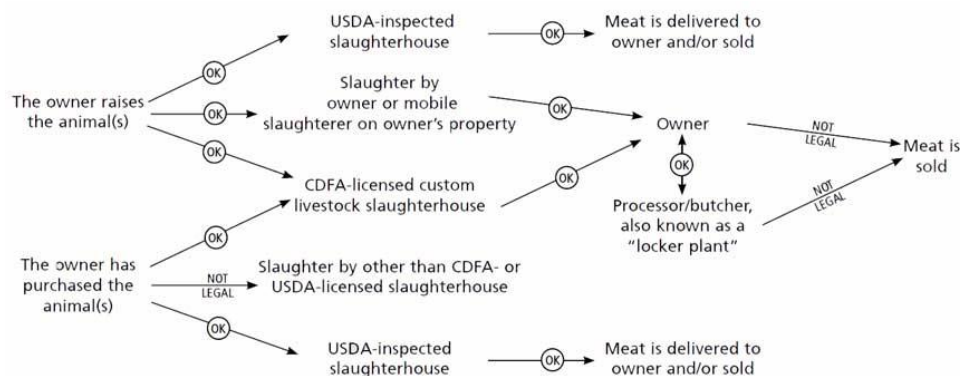 USDA-inspected
slaughterhouse
OK
OK
Meat is delivered to
owner and/or sold
The owner raises
the animal(s)
OK
Slaughter by
owner or mobile
slaughterer on owner's property
OK
Owner
NOT
LEGAL
Meat is
sold
OK
CDFA-licensed custom
livestock slaughterhouse
OK
OK
Processor/butcher,
also known as a
"locker plant"
NOT
LEGAL
OK
The owner has
purchased the
animal(s)
NOT
LEGAL
Slaughter by other than CDFA- or
USDA-licensed slaughterhouse
OK
USDA-inspected
slaughterhouse
OK
Meat is delivered to
owner and/or sold